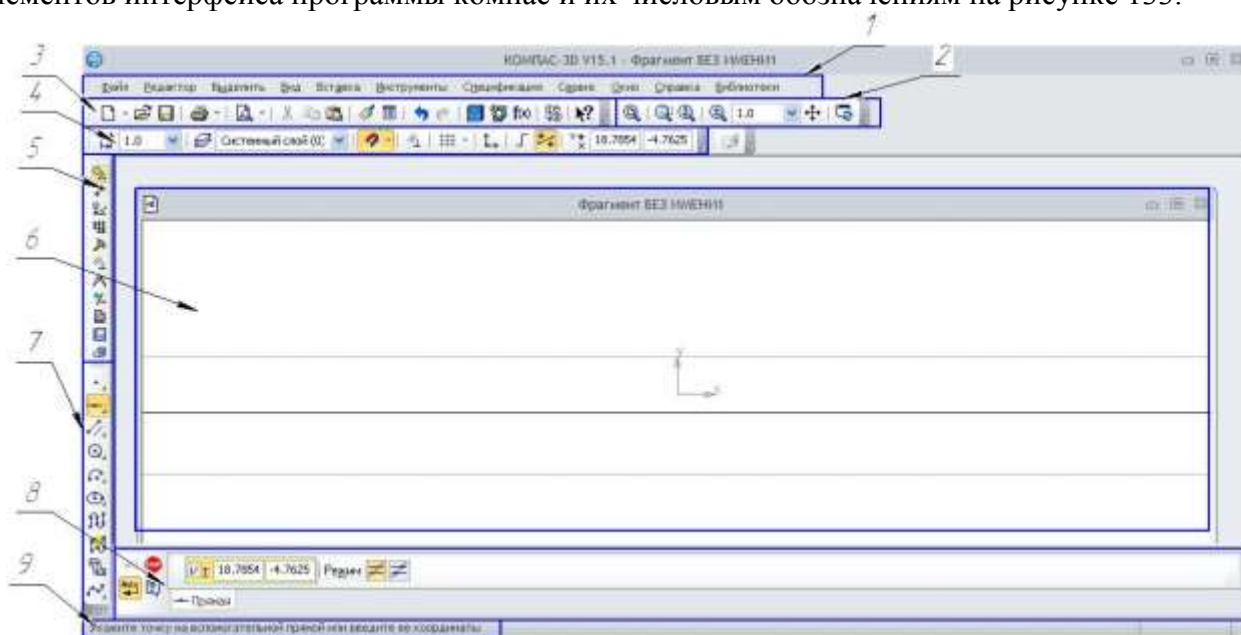 элементов интерфейса программы компас и их числовым обозначениям на рисунке 133.
1
3
КОМПАС-3D V15.1 - Фрагмент БЕЗ ИМЕНИ1
2
Файл Редактор Выделить Вид Вставка Инструменты Спецификация Сервис Окно Справка Библиотеки
4
f(x) 1.0
5
1.0 Системный слой (0) 18.7854 -4.7625
Фрагмент БЕЗ ИМЕНИ1
6
7
Y
X
8
9
18.7854 -4.7625 Режим
Прямая
Укажите точку на вспомогательной прямой или введите ее координаты